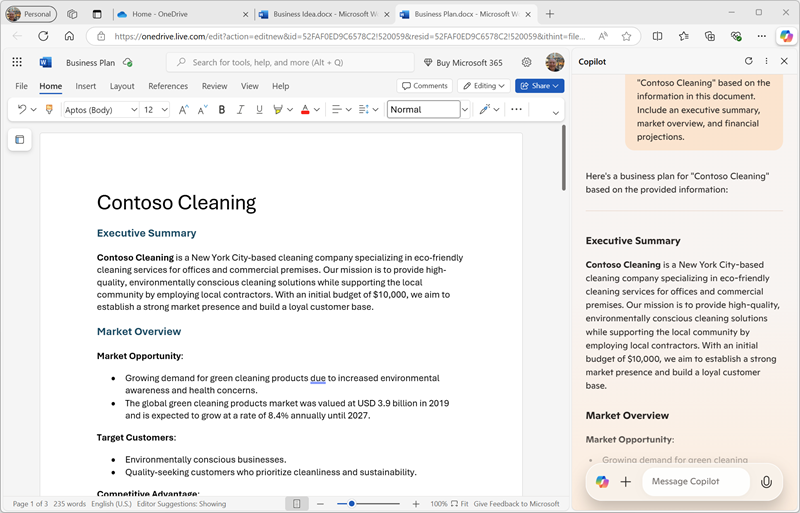 Personal
Home - OneDrive
Business Idea.docx - Microsoft W
Business Plan.docx - Microsoft W
https://onedrive.live.com/edit?action=editnew&id=52FAF0ED9C6578C2!520059&resid=52FAF0ED9C6578C2!520059&ithint=file...
Business Plan
Search for tools, help, and more (Alt + Q)
Buy Microsoft 365
File Home Insert Layout References Review View Help
Comments
Editing
Share
Aptos (Body)
12
Normal
Contoso Cleaning
Executive Summary
Contoso Cleaning is a New York City-based cleaning company specializing in eco-friendly
cleaning services for offices and commercial premises. Our mission is to provide high-
quality, environmentally conscious cleaning solutions while supporting the local
community by employing local contractors. With an initial budget of $10,000, we aim to
establish a strong market presence and build a loyal customer base.
Market Overview
Market Opportunity:
Growing demand for green cleaning products due to increased environmental
awareness and health concerns.
The global green cleaning products market was valued at USD 3.9 billion in 2019
and is expected to grow at a rate of 8.4% annually until 2027.
Target Customers:
Environmentally conscious businesses.
Quality-seeking customers who prioritize cleanliness and sustainability.
Competitive Advantage:
Page 1 of 3 235 words English (U.S.) Editor Suggestions: Showing
100% Fit Give Feedback to Microsoft
Copilot
"Contoso Cleaning" based on the
information in this document.
Include an executive summary,
market overview, and financial
projections.
Here's a business plan for "Contoso Cleaning"
based on the provided information:
Executive Summary
Contoso Cleaning is a New York City-based
cleaning company specializing in eco-friendly
cleaning services for offices and commercial
premises. Our mission is to provide high-quality,
environmentally conscious cleaning solutions
while supporting the local community by
employing local contractors. With an initial
budget of $10,000, we aim to establish a strong
market presence and build a loyal customer
base.
Market Overview
Market Opportunity:
Growing demand for green cleaning
Message Copilot